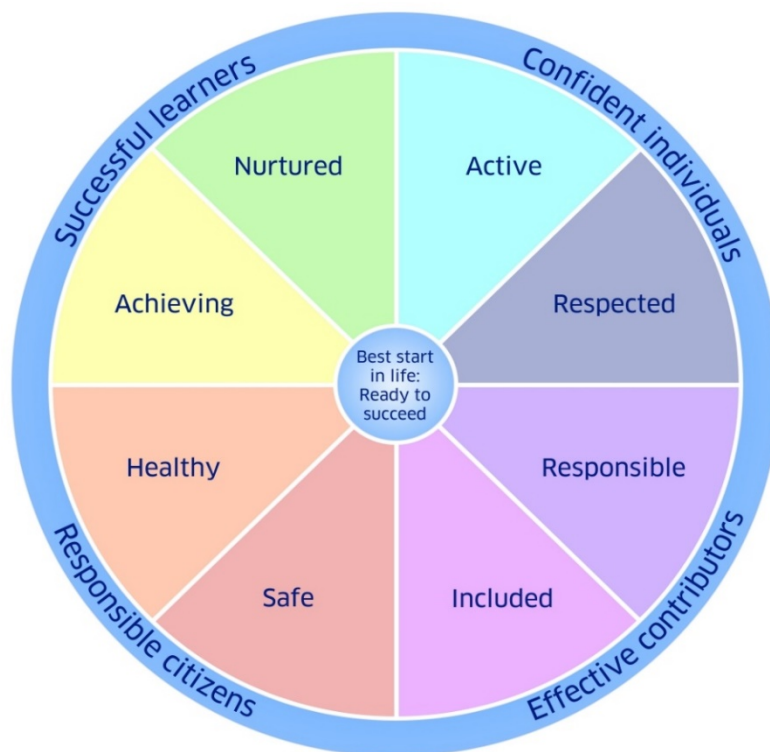 Successful learners
Confident individuals
Nurtured
Active
Achieving
Respected
Best start
in life:
Ready to
succeed
Healthy
Responsible
Safe
Included
Responsible citizens
Effective contributors